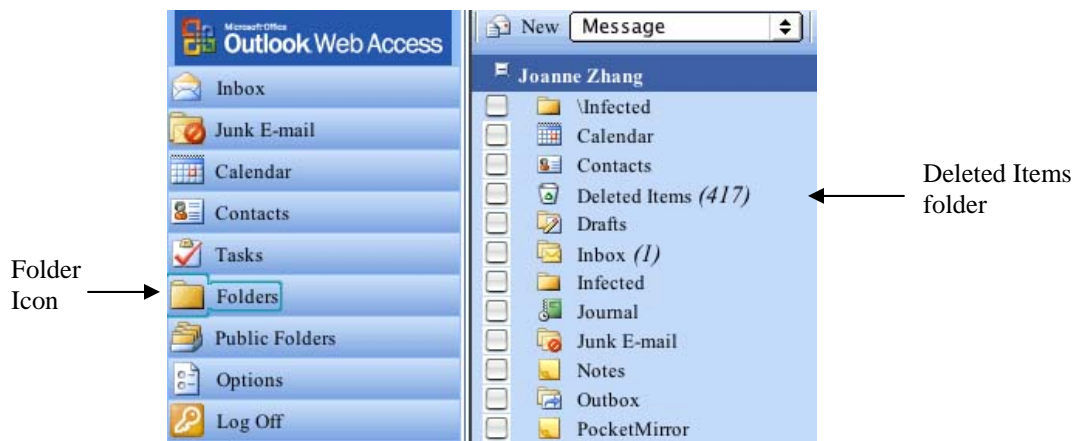 Microsoft Office
Outlook Web Access
Inbox
Junk E-mail
Calendar
Contacts
Tasks
Folders
Public Folders
Options
Log Off
Folder
Icon
New Message
Joanne Zhang
\Infected
Calendar
Contacts
Deleted Items (417)
Drafts
Inbox (1)
Infected
Journal
Junk E-mail
Notes
Outbox
PocketMirror
Deleted Items
folder